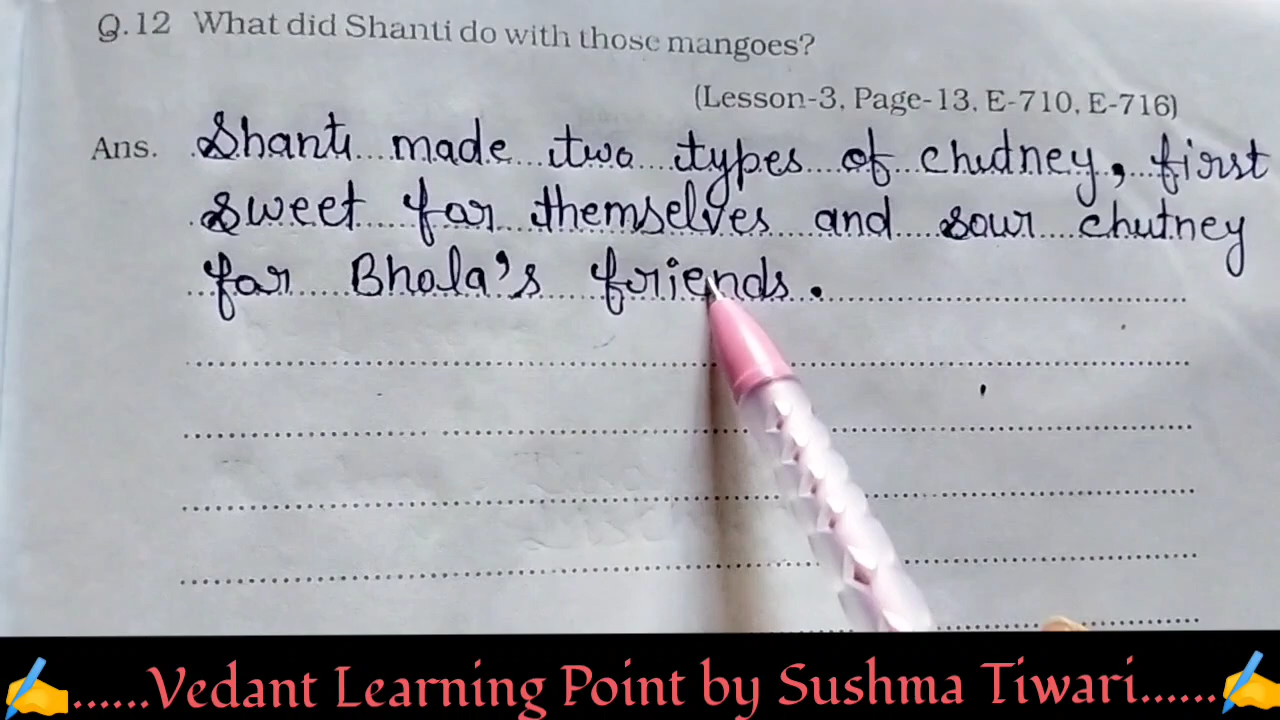 Q.12 What did Shanti do with those mangoes?
(Lesson-3, Page-13, E-710, E-716)
Ans. Shanti made two types of chutney, first
sweet for themselves and sour chutney
for Bhola's friends.
✍......Vedant Learning Point by Sushma Tiwari......✍